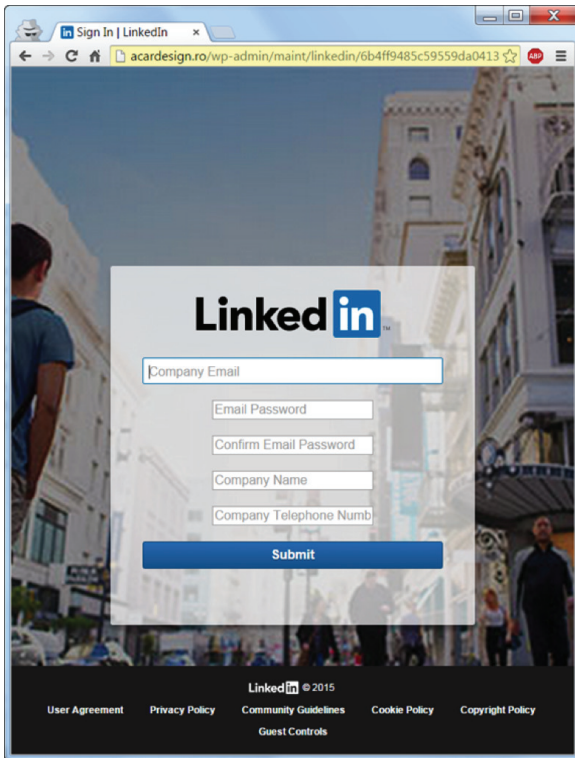 Sign In | LinkedIn
acardesign.ro/wp-admin/maint/linkedin/6b4ff9485c59559da0413
ABP
Linked in TM
Company Email
Email Password
Confirm Email Password
Company Name
Company Telephone Numb
Submit
Linked in © 2015
User Agreement Privacy Policy Community Guidelines Cookie Policy Copyright Policy
Guest Controls